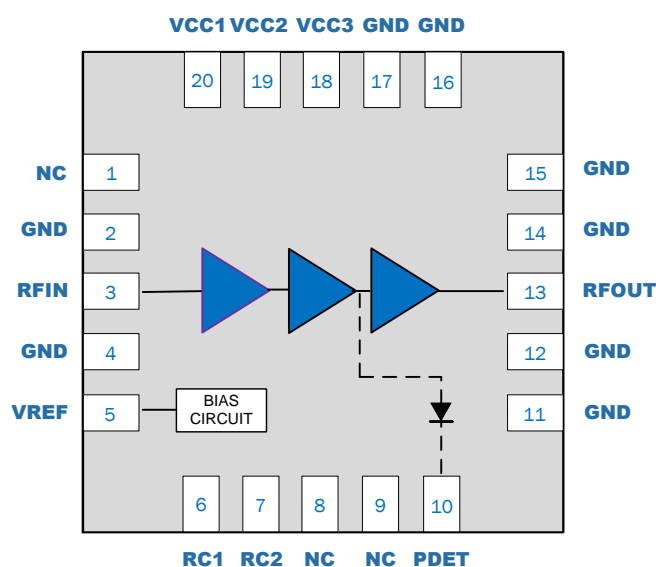 VCC1 VCC2 VCC3 GND GND
20 19 18 17 16
NC 1 15 GND
GND 2 14 GND
RFIN 3 13 RFOUT
GND 4 12 GND
VREF 5 BIAS 11 GND
CIRCUIT
6 7 8 9 10
RC1 RC2 NC NC PDET